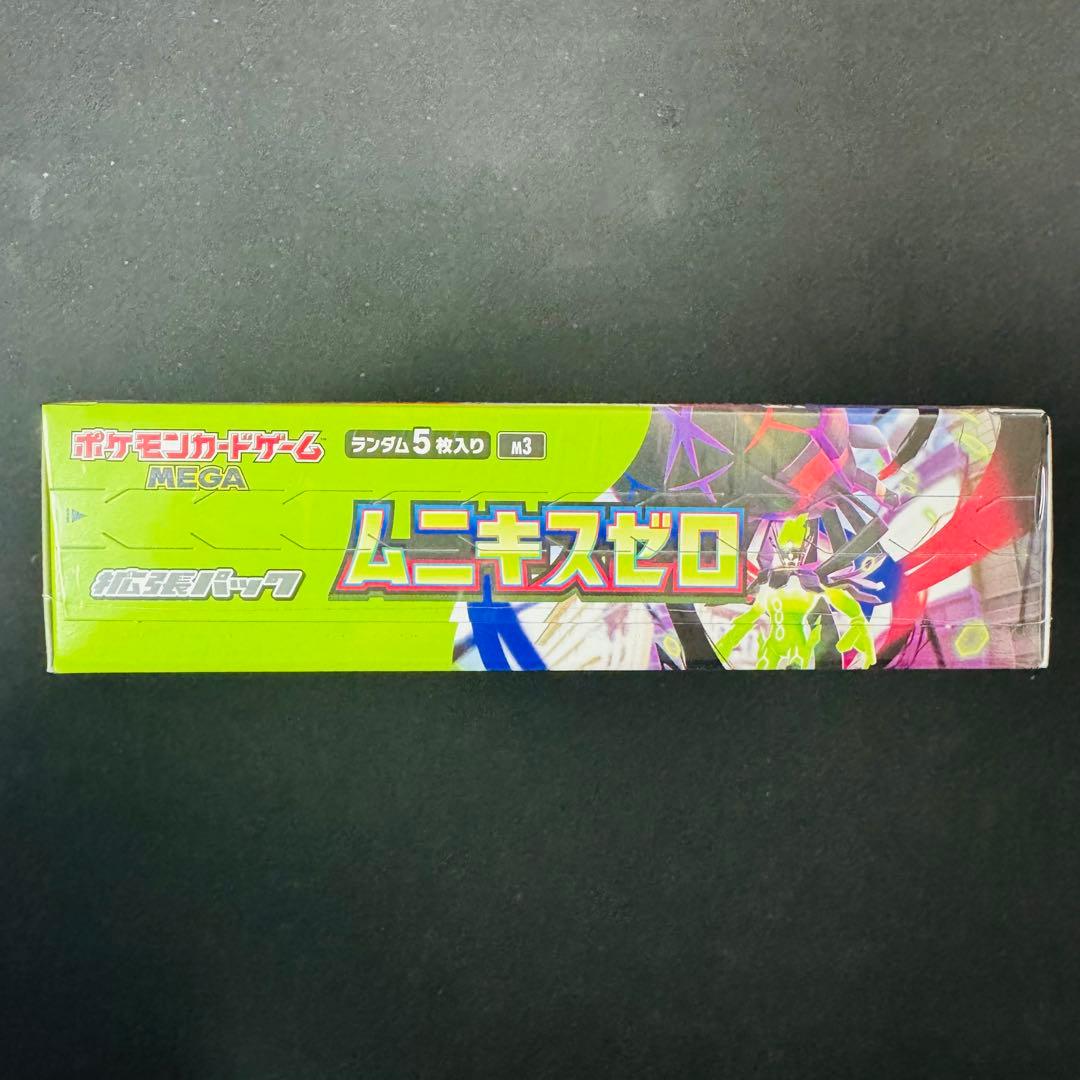 ポケモンカードゲーム
MEGA
ランダム5枚入り M3
ムニキスゼロ
拡張パック